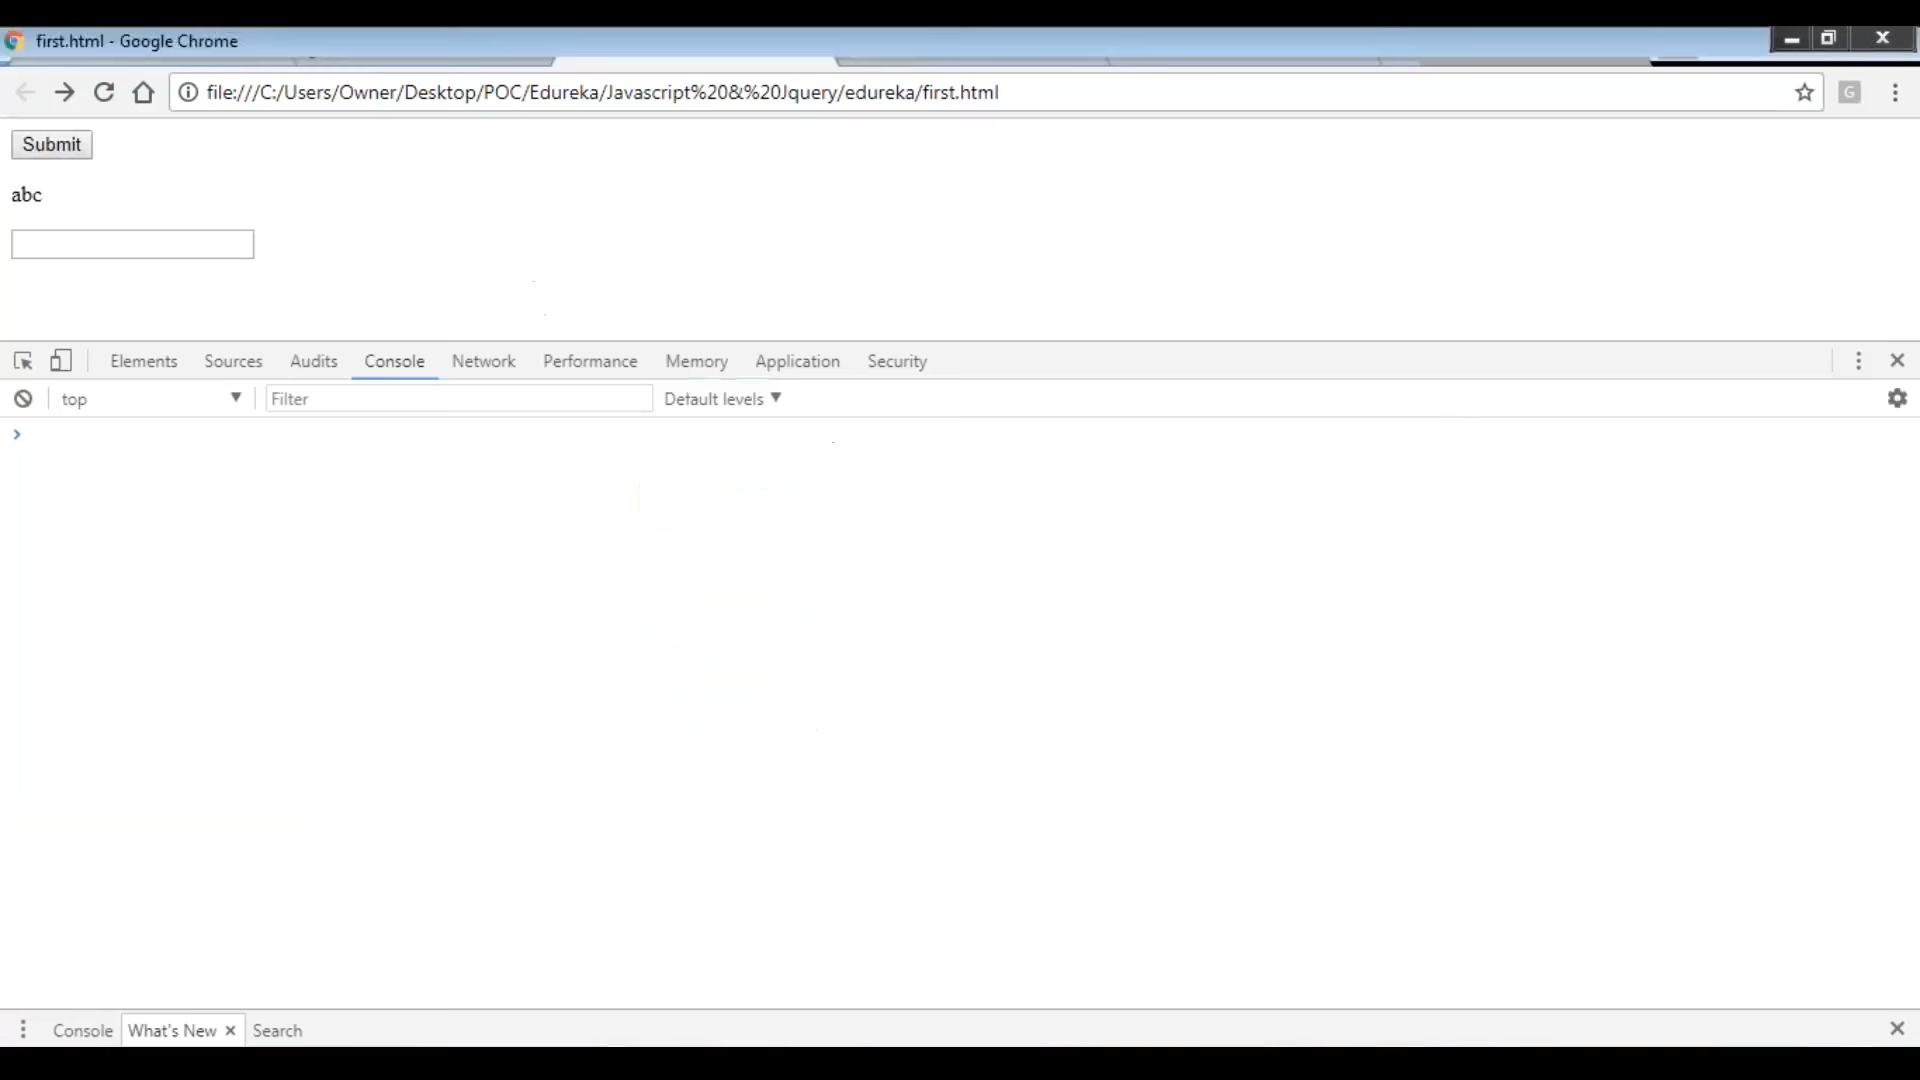 first.html - Google Chrome
file:///C:/Users/Owner/Desktop/POC/Edureka/Javascript%20&%20Jquery/edureka/first.html
G
Submit
abc
Elements Sources Audits Console Network Performance Memory Application Security
top Filter Default levels
Console What's New Search